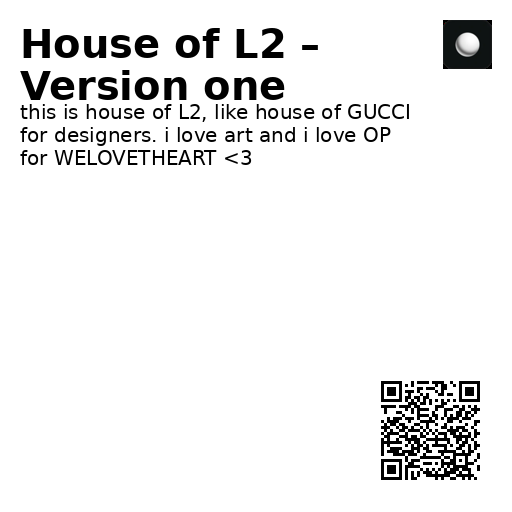 House of L2 –
Version one
this is house of L2, like house of GUCCI
for designers. i love art and i love OP
for WELOVETHEART <3